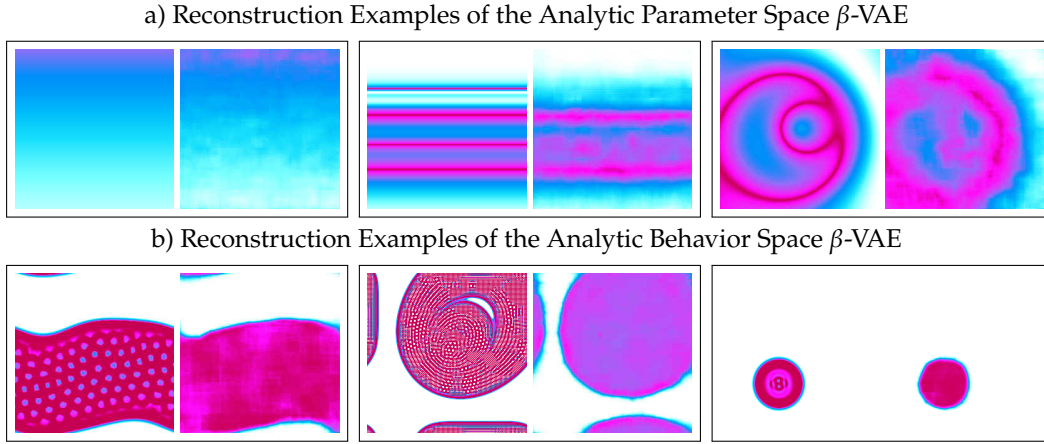 a) Reconstruction Examples of the Analytic Parameter Space β-VAE
b) Reconstruction Examples of the Analytic Behavior Space β-VAE